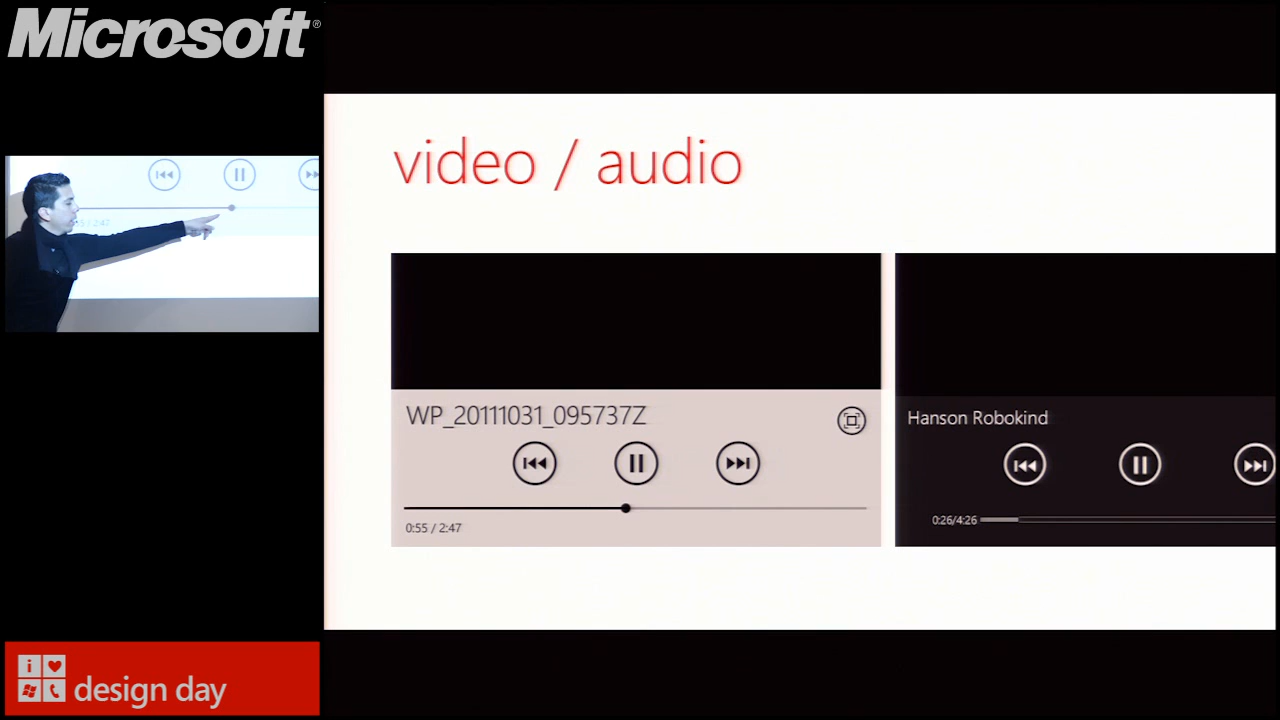 Microsoft®
video / audio
WP_20111031_095737Z
0:55 / 2:47
Hanson Robokind
0:26/4:26
i
design day